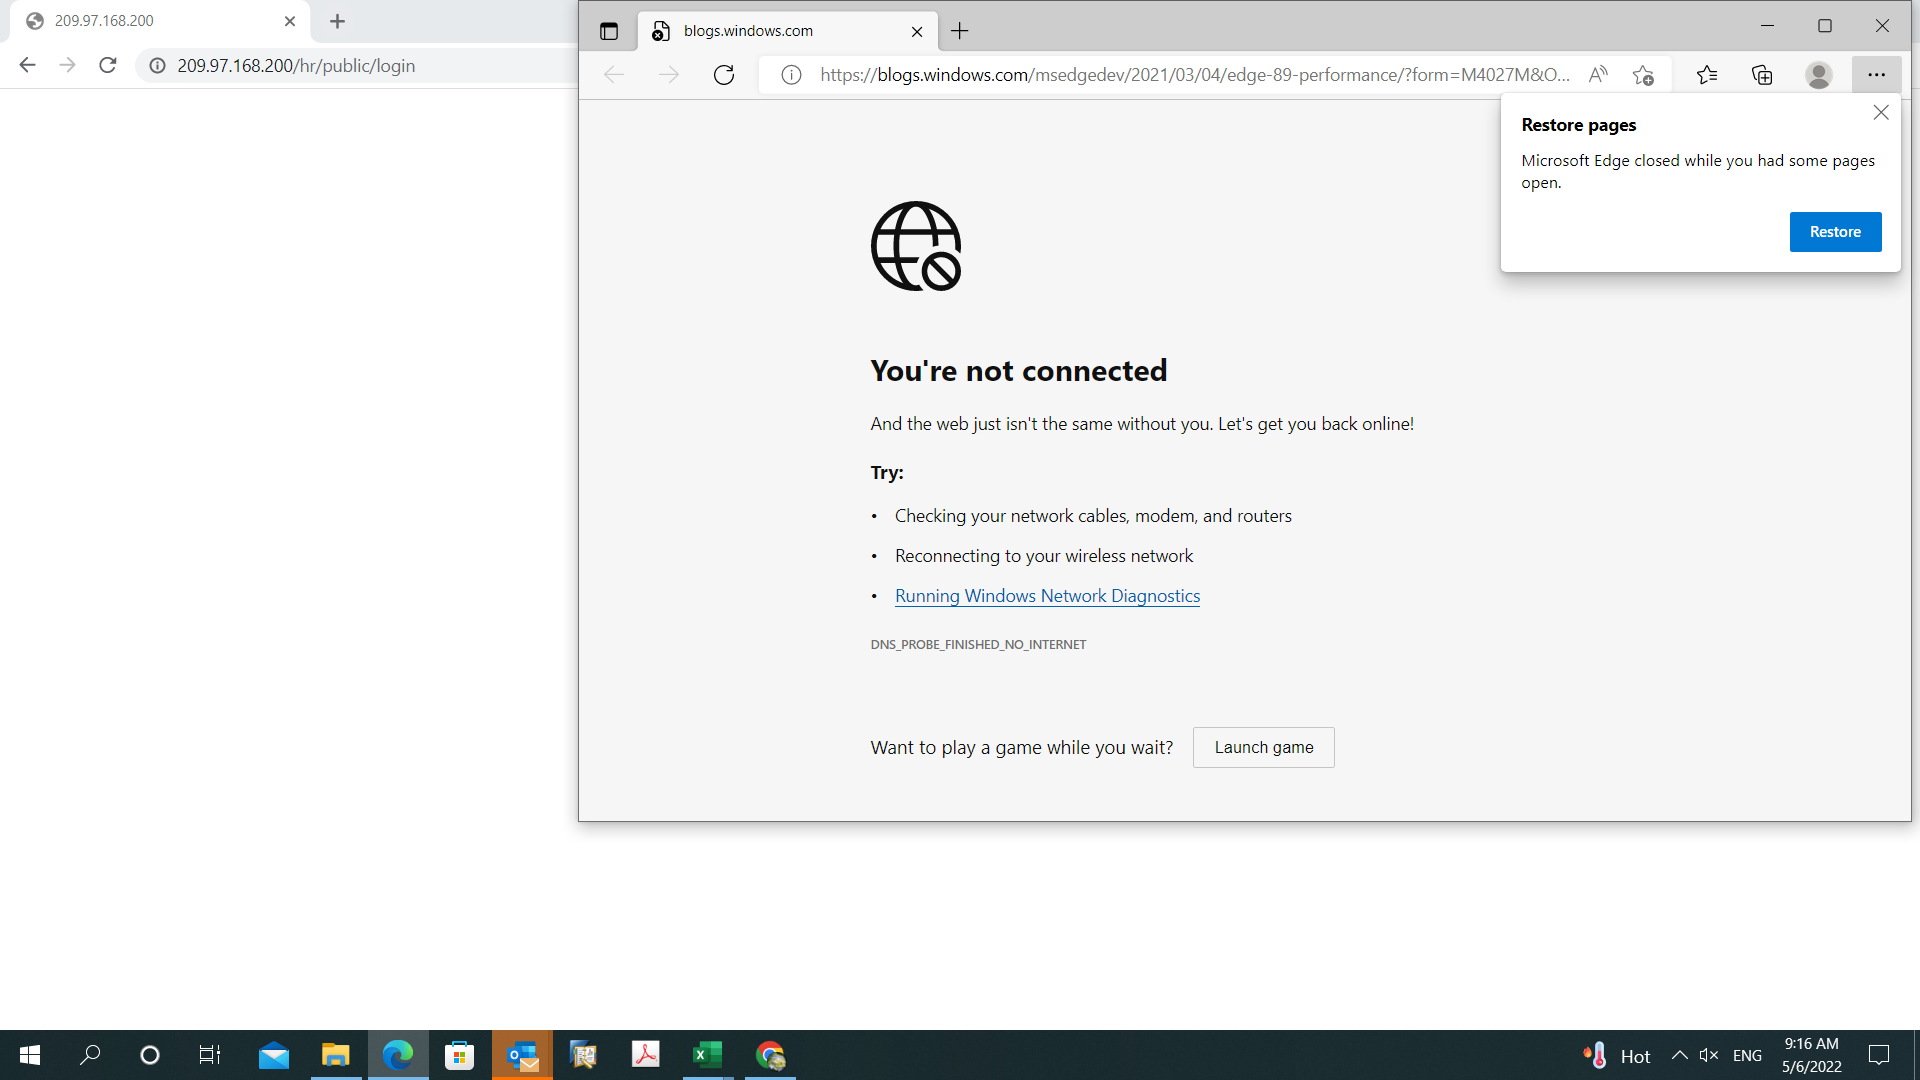 209.97.168.200
209.97.168.200/hr/public/login
blogs.windows.com
https://blogs.windows.com/msedgedev/2021/03/04/edge-89-performance/?form=M4027M&O...
Restore pages
Microsoft Edge closed while you had some pages
open.
Restore
You're not connected
And the web just isn't the same without you. Let's get you back online!
Try:
• Checking your network cables, modem, and routers
• Reconnecting to your wireless network
• Running Windows Network Diagnostics
DNS_PROBE_FINISHED_NO_INTERNET
Want to play a game while you wait?
Launch game
Hot
ENG
9:16 AM
5/6/2022